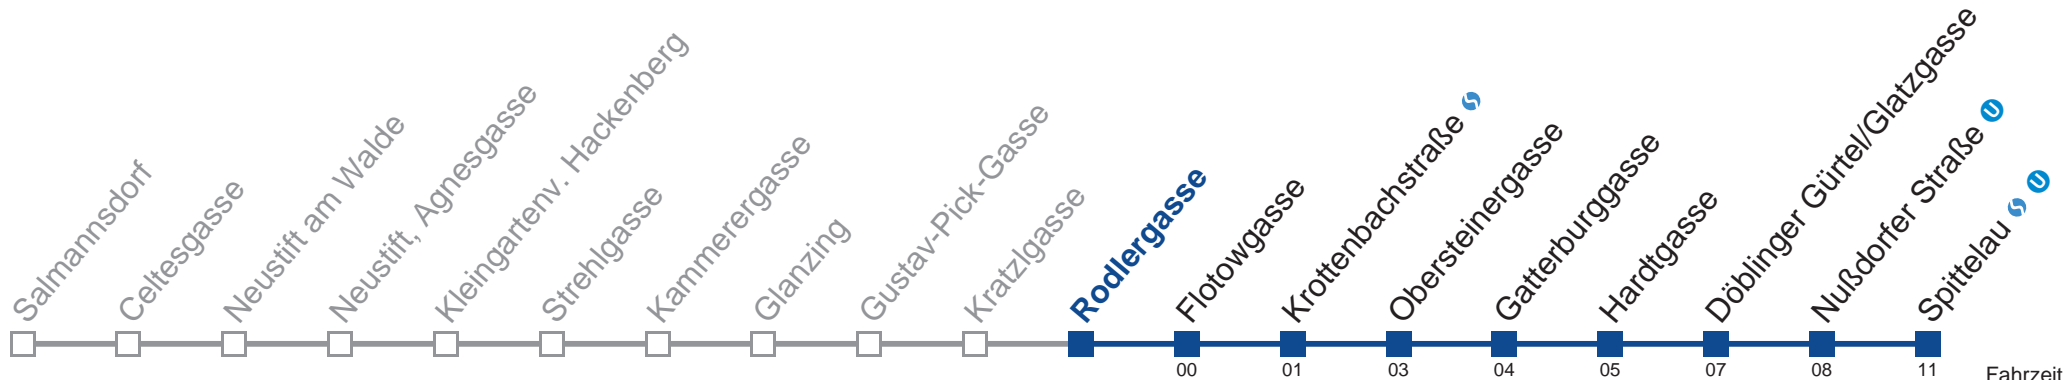 Salmannsdorf
Celtesgasse
Neustift am Walde
Neustift, Agnesgasse
Kleingartenv. Hackenberg
Strehlgasse
Kammerergasse
Glanzing
Gustav-Pick-Gasse
Kratzlgasse
Rodlergasse
Flotowgasse
Krottenbachstraße S
Obersteinergasse
Gatterburggasse
Hardtgasse
Döblinger Gürtel/Glatzgasse
Nußdorfer Straße U
Spittelau S U
00 01 03 04 05 07 08 11 Fahrzeit